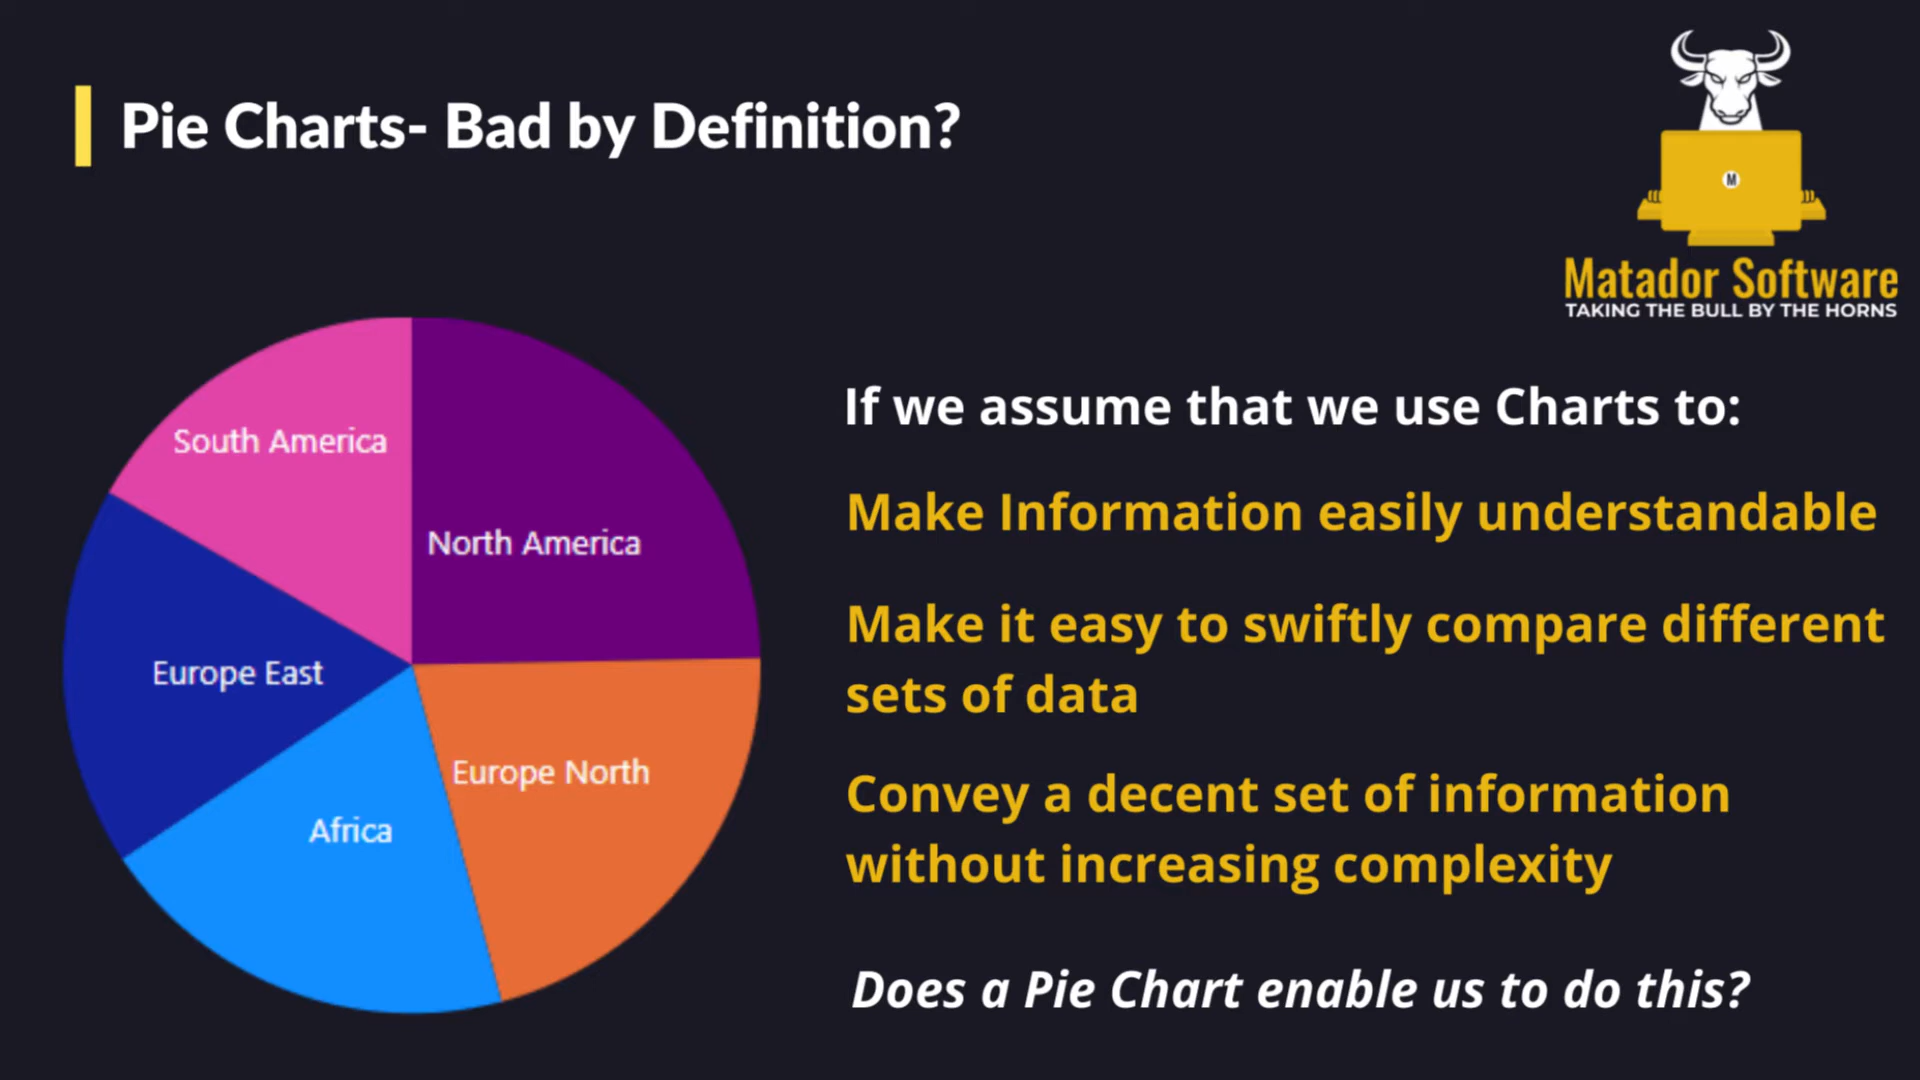 Pie Charts- Bad by Definition?
M
Matador Software
TAKING THE BULL BY THE HORNS
South America
North America
Europe East
Europe North
Africa
If we assume that we use Charts to:
Make Information easily understandable
Make it easy to swiftly compare different
sets of data
Convey a decent set of information
without increasing complexity
Does a Pie Chart enable us to do this?